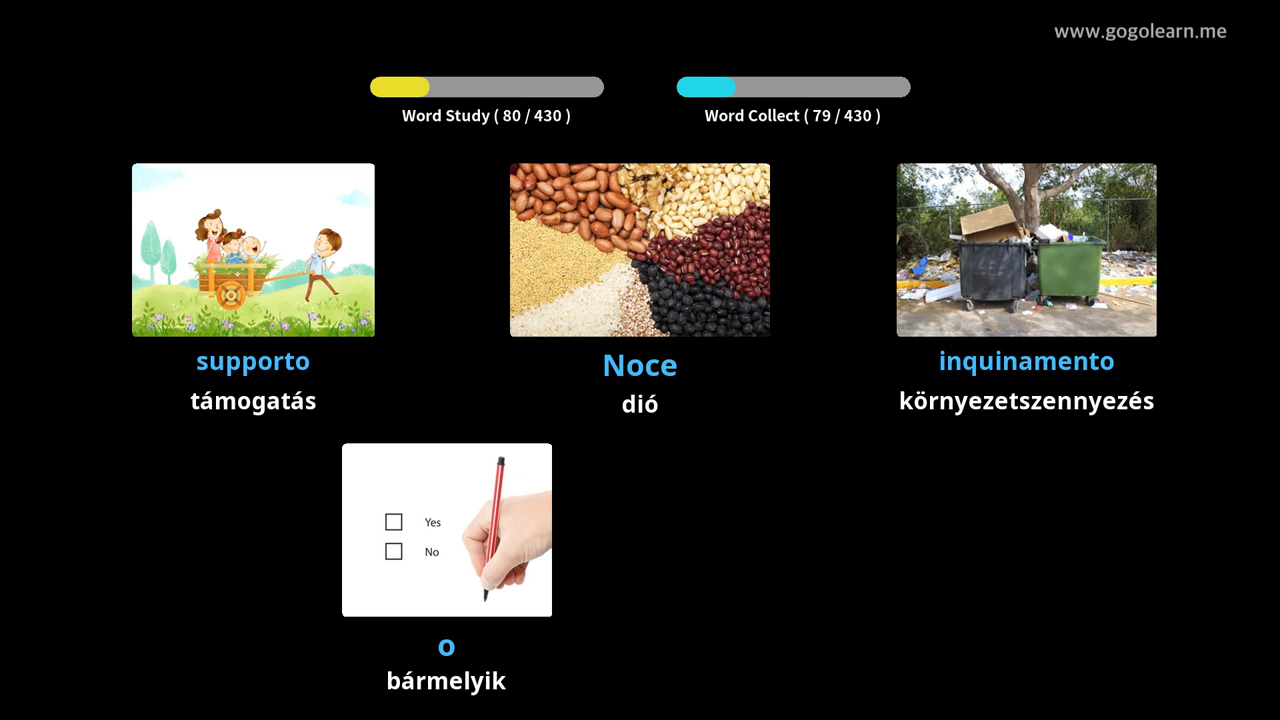 www.gogolearn.me
Word Study ( 80 / 430 )
Word Collect ( 79 / 430 )
supporto
támogatás
Noce
dió
inquinamento
környezetszennyezés
Yes
No
o
bármelyik